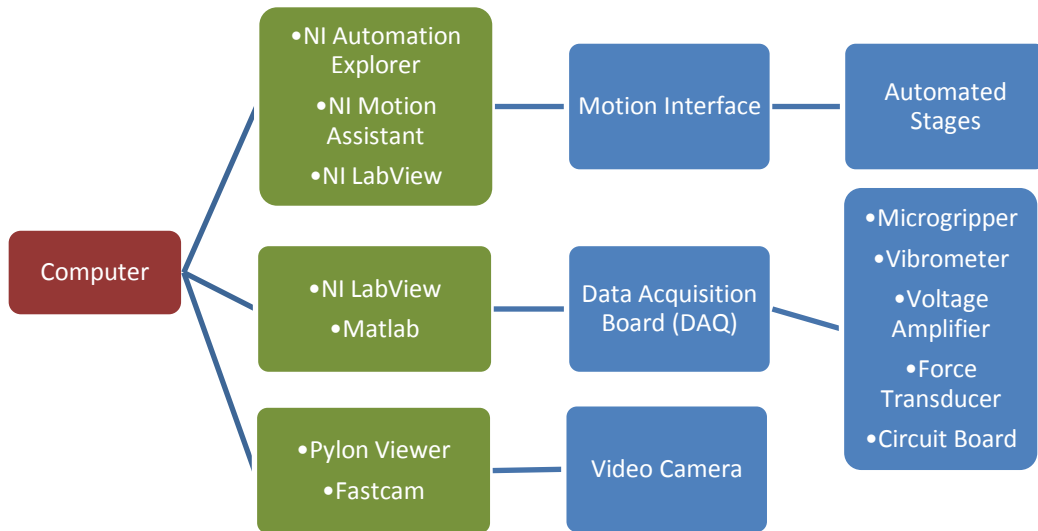 •NI Automation
Explorer
•NI Motion
Assistant
•NI LabView
Motion Interface
Automated
Stages
Computer
•NI LabView
•Matlab
Data Acquisition
Board (DAQ)
•Microgripper
•Vibrometer
•Voltage
Amplifier
•Force
Transducer
•Circuit Board
•Pylon Viewer
•Fastcam
Video Camera